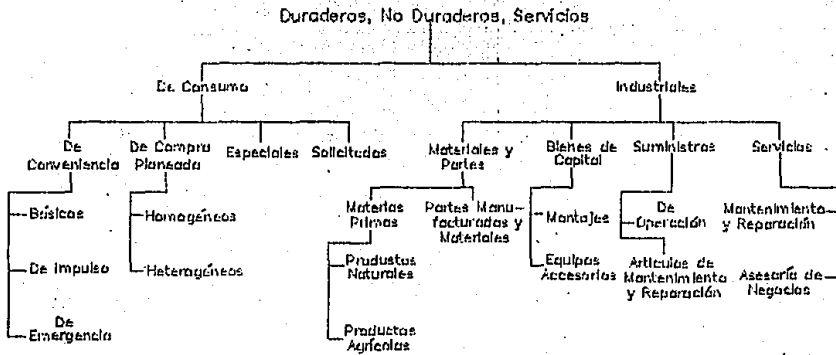 Duraderos, No Duraderos, Servicios
De Consumo
Industriales
De
Conveniencia
De Compra
Planeada
Especiales
Solicitados
Materiales y
Partes
Bienes de
Capital
Suministros
Servicios
Básicos
De Impulso
De
Emergencia
Homogéneos
Heterogéneos
Materias
Primas
Productos
Naturales
Productos
Agrícolas
Partes Manu-
facturadas y
Materiales
Montajes
Equipos
Accesorios
De
Operación
Artículos de
Mantenimiento
y Reparación
Mantenimiento
y Reparación
Asesoría de
Negocios